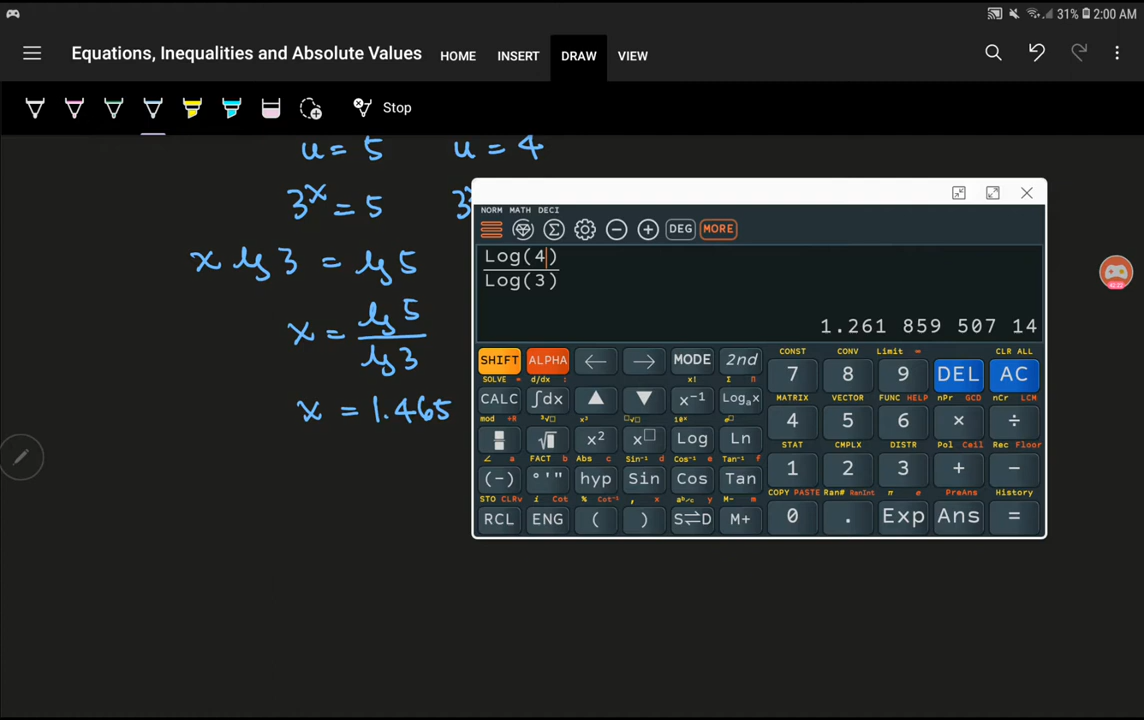 31% 2:00 AM
Equations, Inequalities and Absolute Values HOME INSERT DRAW VIEW
Stop
u = 5 u = 4
3^x = 5 3^x
x lg 3 = lg 5
x = lg 5 / lg 3
x = 1.465
NORM MATH DECI
DEG MORE
Log(4)
Log(3)
1.261 859 507 14
CONST CONV Limit ∞ CLR ALL
SHIFT ALPHA ← → MODE 2nd 7 8 9 DEL AC
SOLVE = d/dx : x! Σ Π MATRIX VECTOR FUNC HELP nPr GCD nCr LCM
CALC ∫dx ▲ ▼ x⁻¹ Logₐx 4 5 6 × ÷
mod ÷R x³ ³√□ □√□ 10ˣ e□ STAT CMPLX DISTR Pol Ceil Rec Floor
√ x² x□ Log Ln 1 2 3 + −
∠ a FACT b Abs c Sin⁻¹ d Cos⁻¹ e Tan⁻¹ f COPY PASTE Ran# RanInt π e PreAns History
(−) °'" hyp Sin Cos Tan 0 . Exp Ans =
STO CLRv i Cot % Cot⁻¹ , x aᵇ/c y M− m
RCL ENG ( ) S⇌D M+